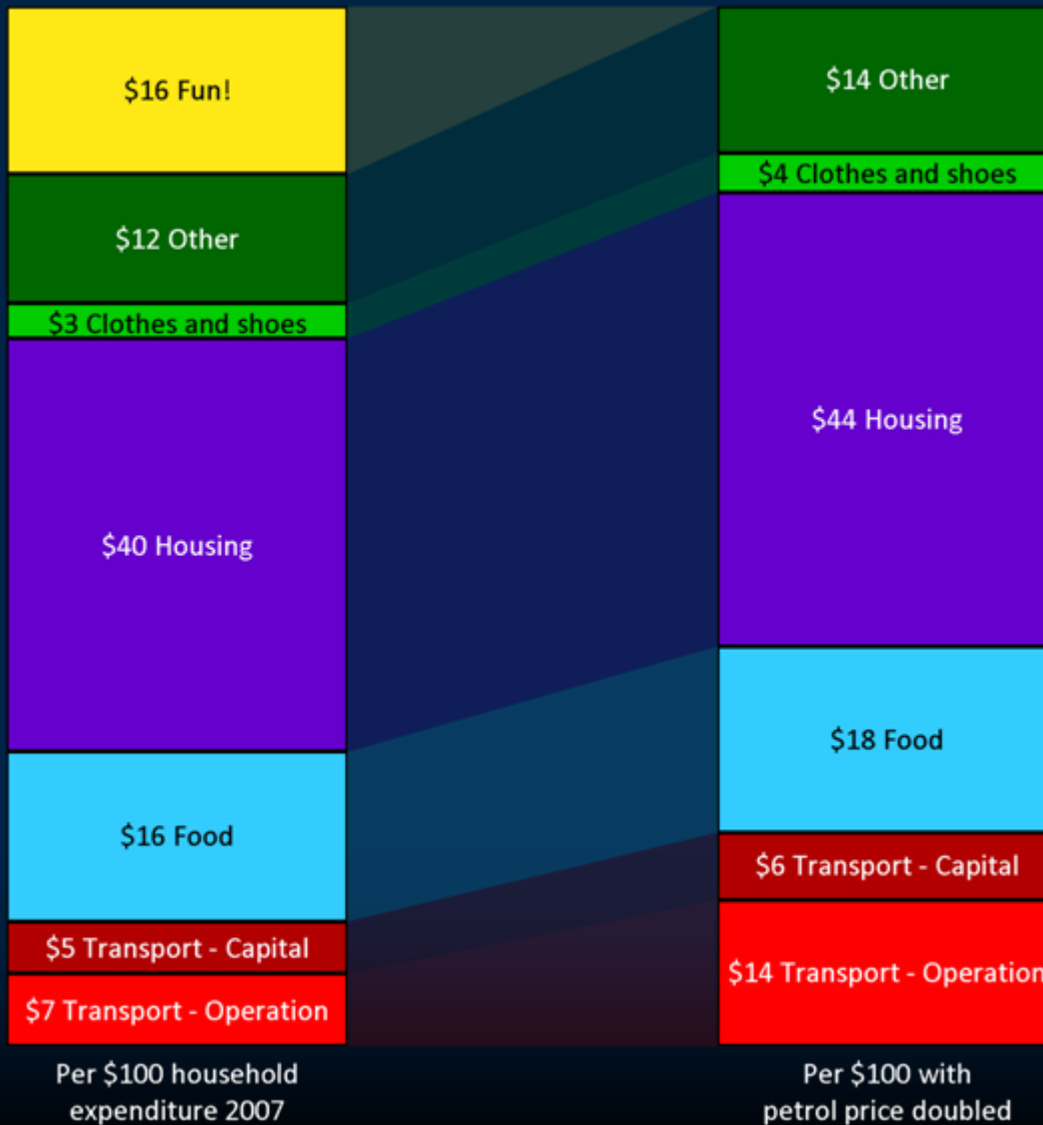 $16 Fun!
$12 Other
$3 Clothes and shoes
$40 Housing
$16 Food
$5 Transport - Capital
$7 Transport - Operation
Per $100 household
expenditure 2007
$14 Other
$4 Clothes and shoes
$44 Housing
$18 Food
$6 Transport - Capital
$14 Transport - Operation
Per $100 with
petrol price doubled